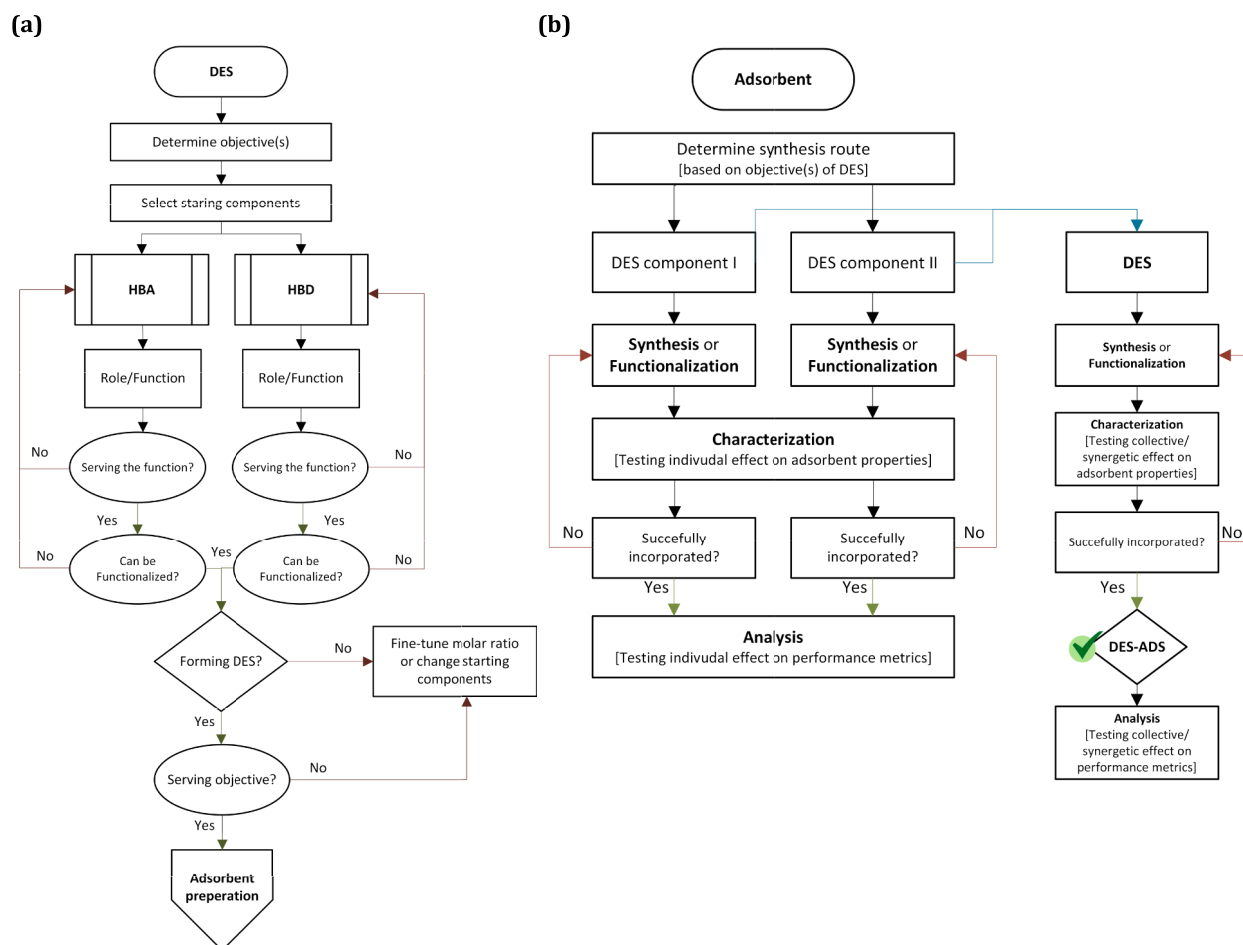 (a)
DES
Determine objective(s)
Select staring components
HBA
HBD
Role/Function
Role/Function
Serving the function?
Serving the function?
No
No
Yes
Yes
Can be
Functionalized?
Can be
Functionalized?
No
Yes
No
Forming DES?
No
Fine-tune molar ratio
or change starting
components
Yes
Serving objective?
No
Yes
Adsorbent
preperation
(b)
Adsorbent
Determine synthesis route
[based on objective(s) of DES]
DES component I
DES component II
DES
Synthesis or
Functionalization
Synthesis or
Functionalization
Synthesis or
Functionalization
Characterization
[Testing indivudal effect on adsorbent properties]
Characterization
[Testing collective/
synergetic effect on
adsorbent properties]
No
Succefully
incorporated?
Succefully
incorporated?
No
Succefully incorporated?
No
Yes
Yes
Yes
Analysis
[Testing indivudal effect on performance metrics]
DES-ADS
Analysis
[Testing collective/
synergetic effect on
performance metrics]